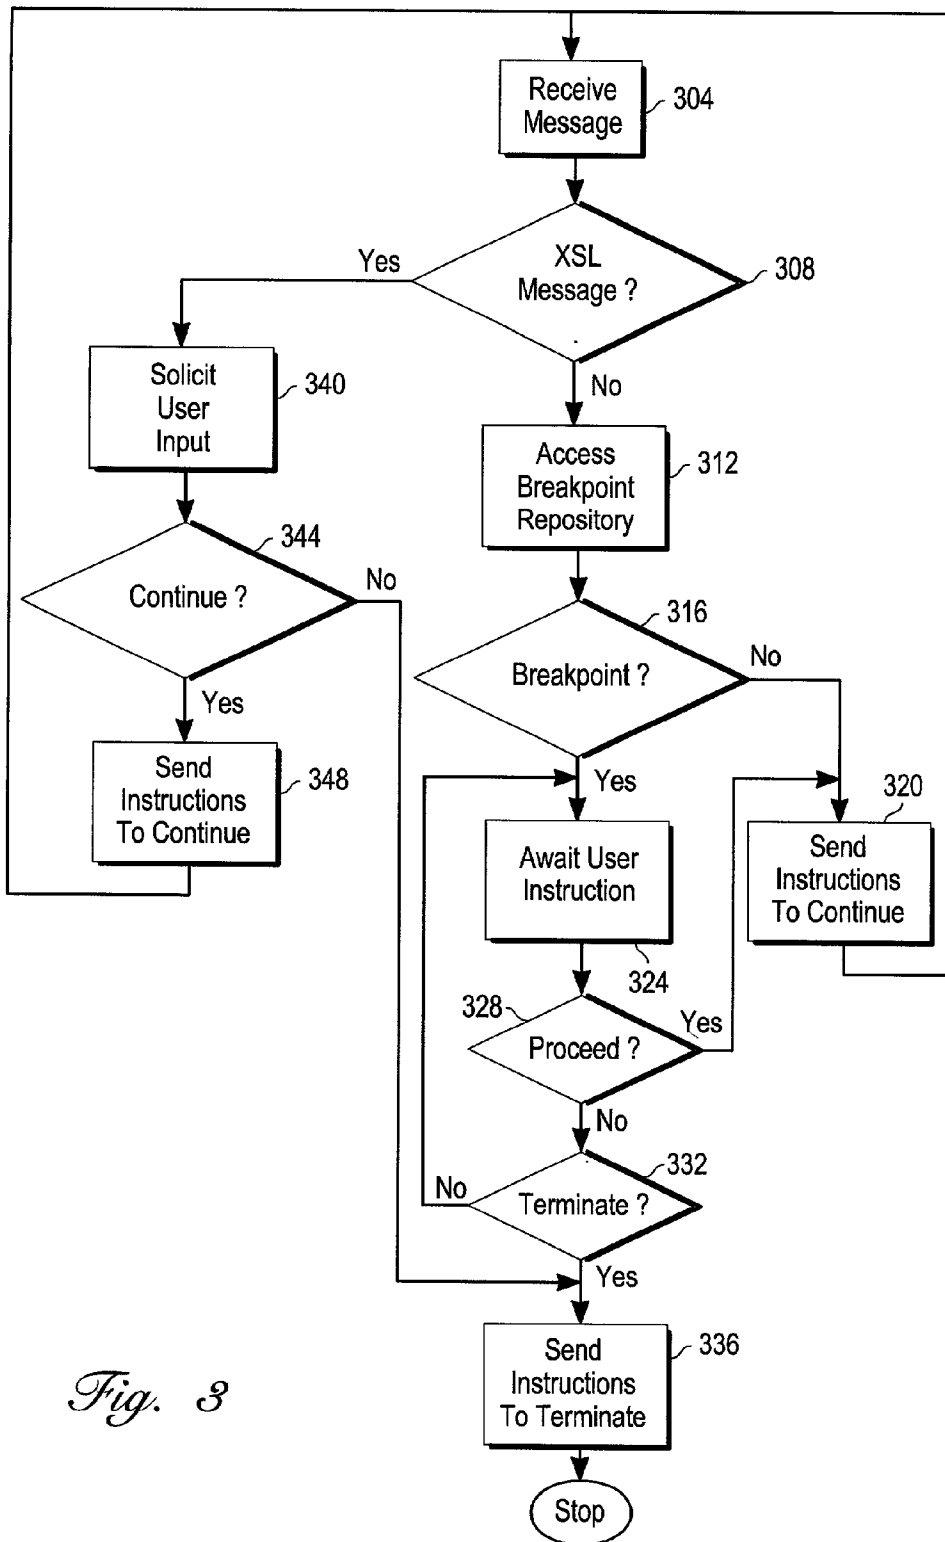 Receive
Message
304
XSL
Message ?
308
Yes
No
Solicit
User
Input
340
Access
Breakpoint
Repository
312
344
Continue ?
No
Yes
316
Breakpoint ?
No
Yes
Send
Instructions
To Continue
348
Await User
Instruction
324
320
Send
Instructions
To Continue
328
Proceed ?
Yes
No
332
Terminate ?
No
Yes
Send
Instructions
To Terminate
336
Stop
Fig. 3